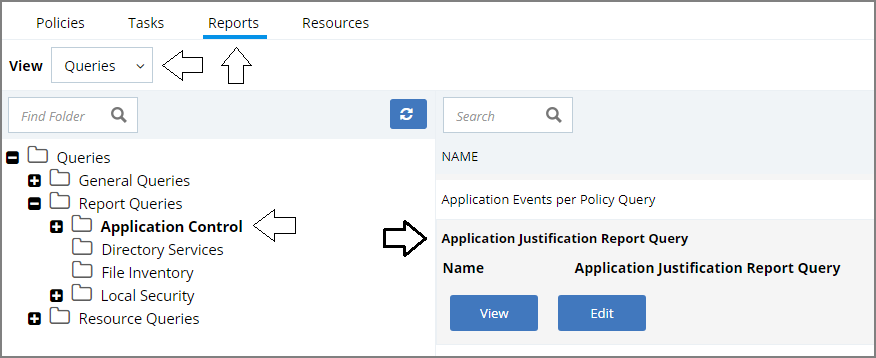 Policies Tasks Reports Resources
View Queries
Find Folder
Search
Queries
General Queries
Report Queries
Application Control
Directory Services
File Inventory
Local Security
Resource Queries
NAME
Application Events per Policy Query
Application Justification Report Query
Name Application Justification Report Query
View Edit